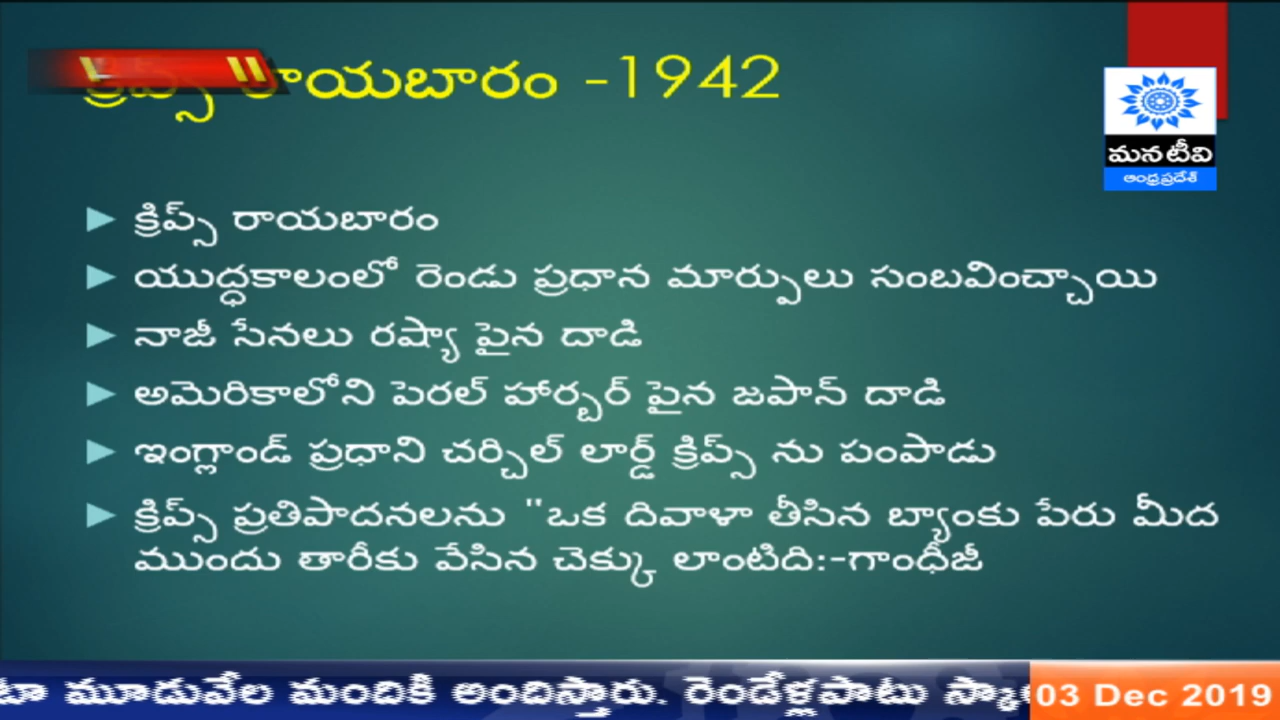 క్రిప్స్ రాయబారం -1942
మన టీవి
ఆంధ్రప్రదేశ్
క్రిప్స్ రాయబారం
యుద్ధకాలంలో రెండు ప్రధాన మార్పులు సంబవించ్చాయి
నాజీ సేనలు రష్యా పైన దాడి
అమెరికాలోని పెరల్ హార్బర్ పైన జపాన్ దాడి
ఇంగ్లాండ్ ప్రధాని చర్చిల్ లార్డ్ క్రిప్స్ ను పంపాడు
క్రిప్స్ ప్రతిపాదనలను "ఒక దివాళా తీసిన బ్యాంకు పేరు మీద
ముందు తారీకు వేసిన చెక్కు లాంటిది:-గాంధీజీ
మూడువేల మందికి అందిస్తారు. రెండేళ్లపాటు
03 Dec 2019